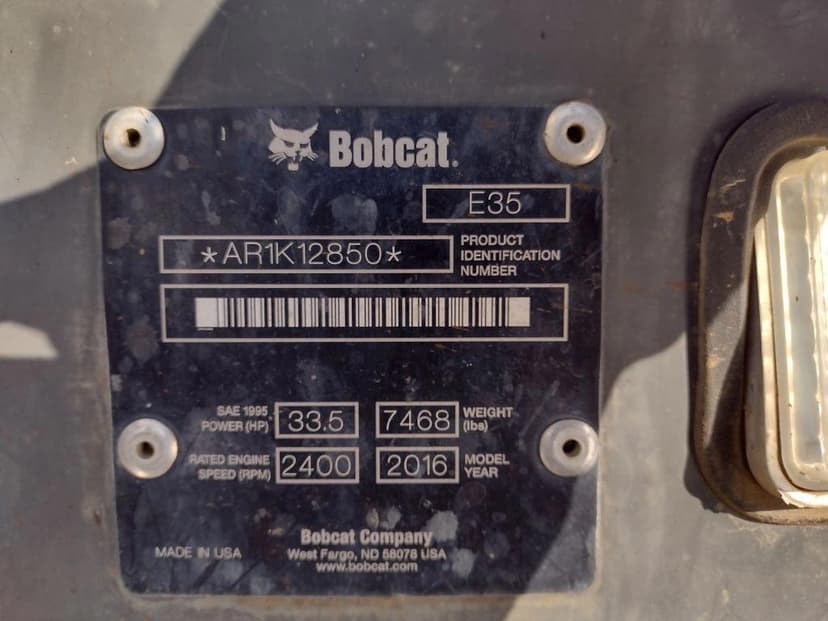 Bobcat.
E35
*AR1K12850*
PRODUCT
IDENTIFICATION
NUMBER
SAE 1995
POWER (HP)
33.5
7468
WEIGHT
(lbs)
RATED ENGINE
SPEED (RPM)
2400
2016
MODEL
YEAR
Bobcat Company
MADE IN USA
West Fargo, ND 58078 USA
www.bobcat.com